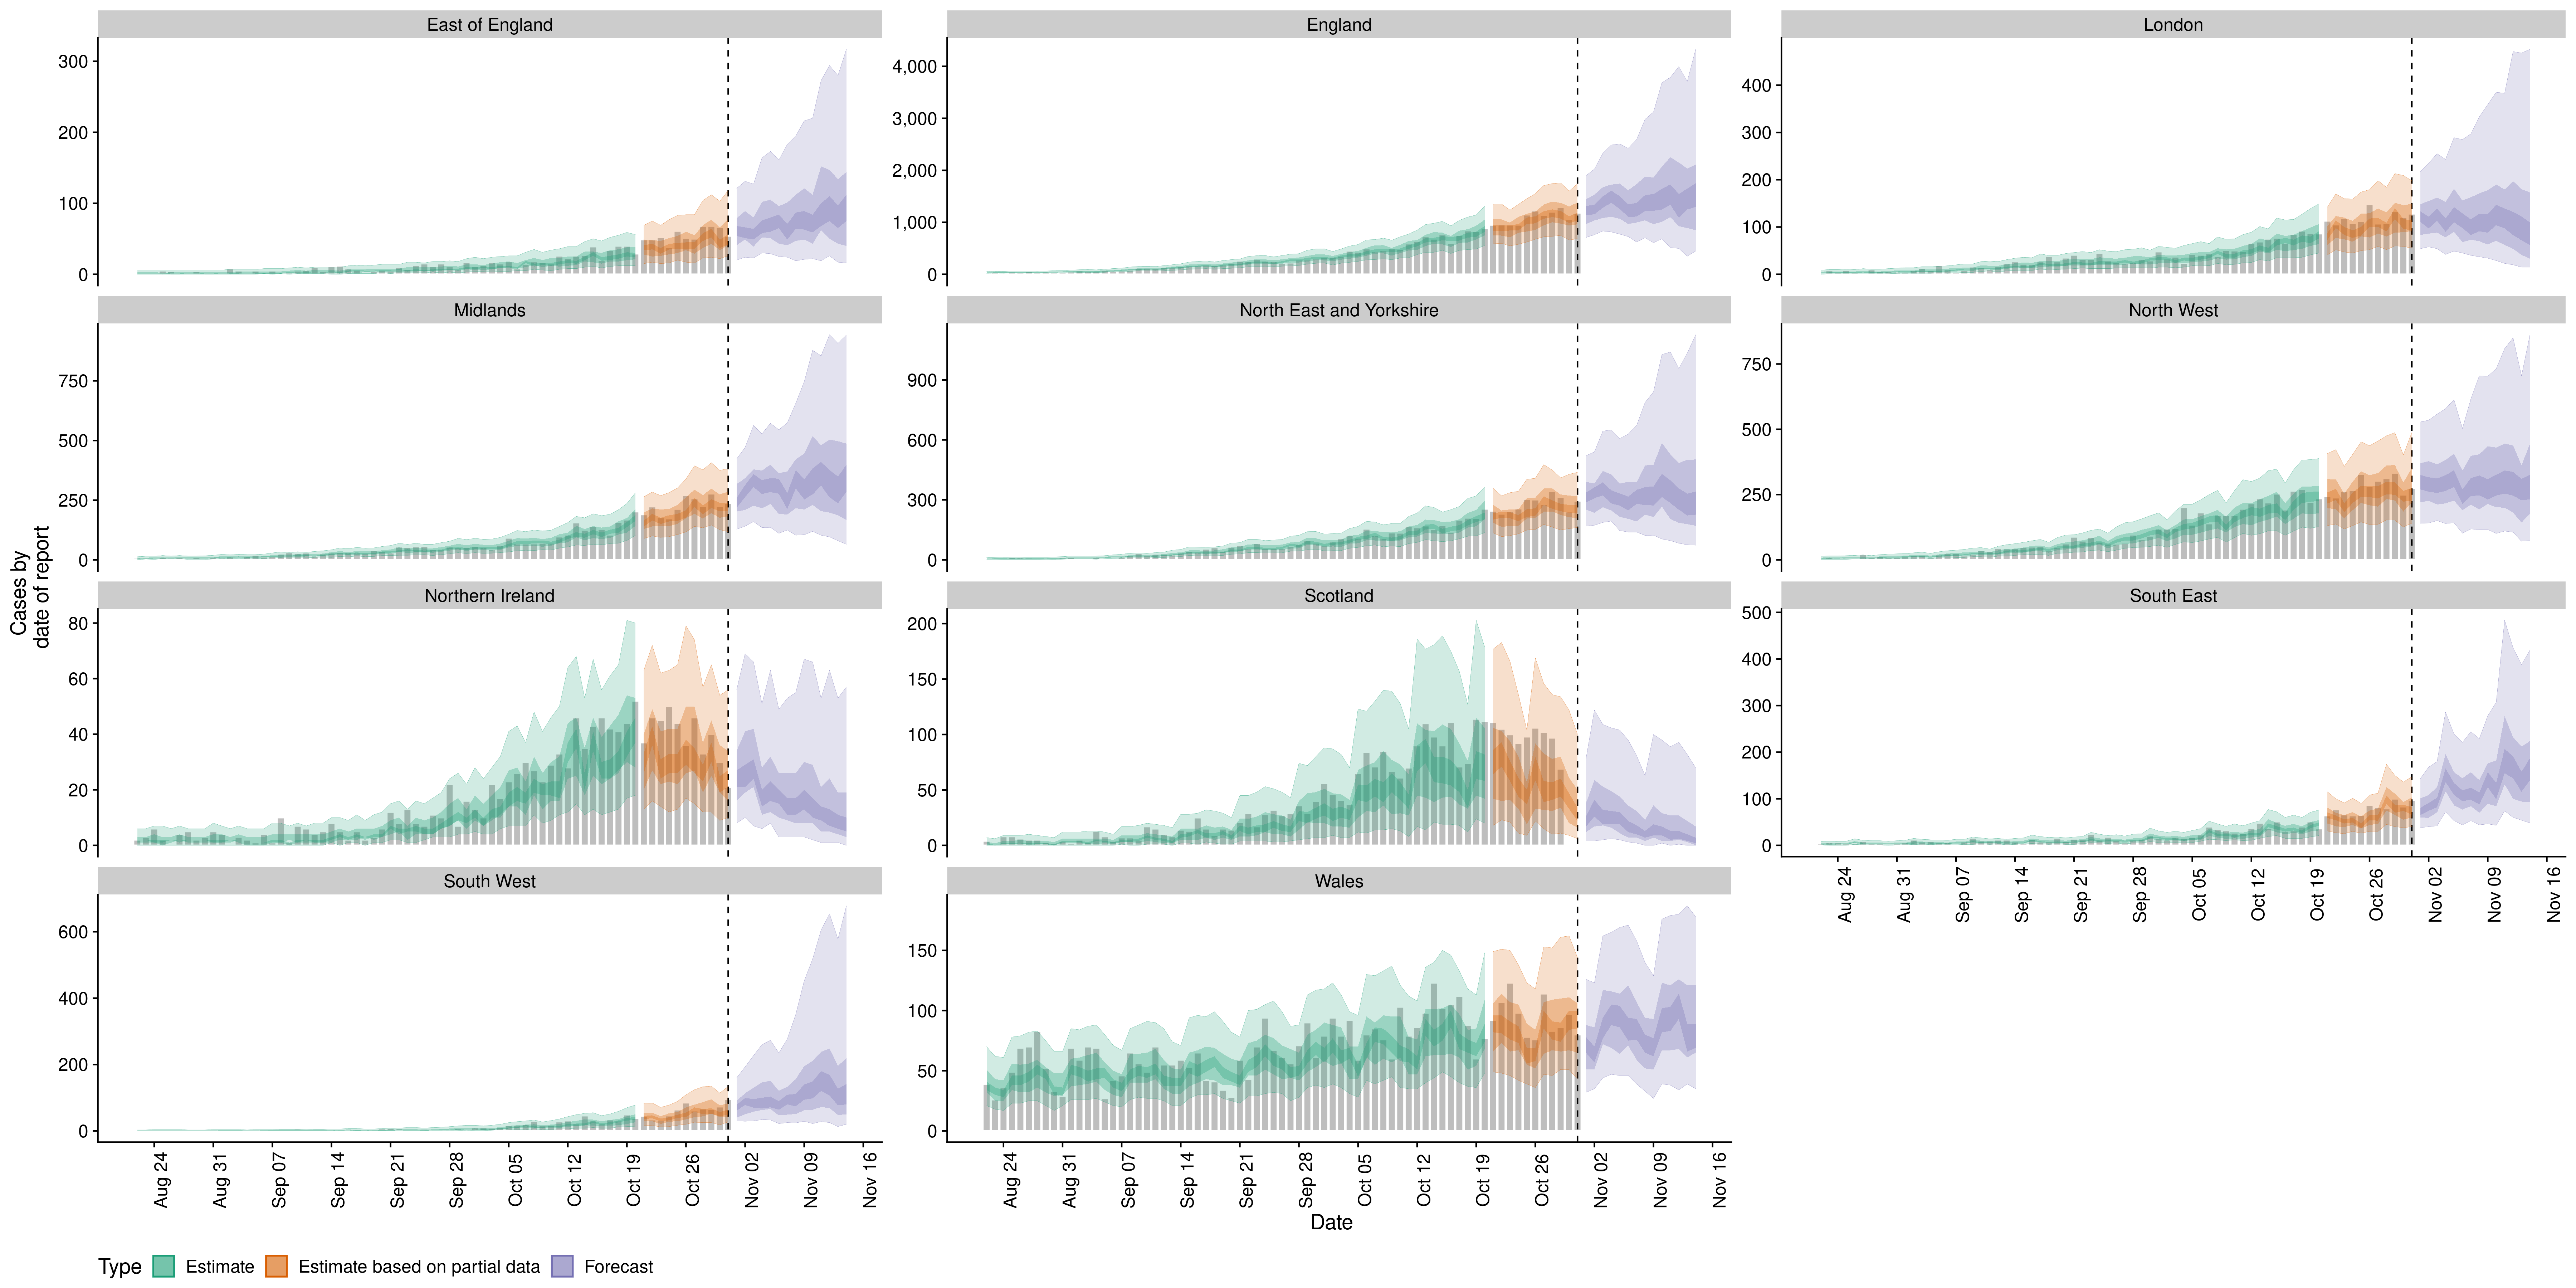 East of England
England
London
300
200
100
0
4,000
3,000
2,000
1,000
0
400
300
200
100
0
Midlands
North East and Yorkshire
North West
750
500
250
0
900
600
300
0
750
500
250
0
Cases by
date of report
Northern Ireland
Scotland
South East
80
60
40
20
0
200
150
100
50
0
500
400
300
200
100
0
Aug 24
Aug 31
Sep 07
Sep 14
Sep 21
Sep 28
Oct 05
Oct 12
Oct 19
Oct 26
Nov 02
Nov 09
Nov 16
South West
Wales
600
400
200
0
150
100
50
0
Aug 24
Aug 31
Sep 07
Sep 14
Sep 21
Sep 28
Oct 05
Oct 12
Oct 19
Oct 26
Nov 02
Nov 09
Nov 16
Aug 24
Aug 31
Sep 07
Sep 14
Sep 21
Sep 28
Oct 05
Oct 12
Oct 19
Oct 26
Nov 02
Nov 09
Nov 16
Date
Type Estimate Estimate based on partial data Forecast